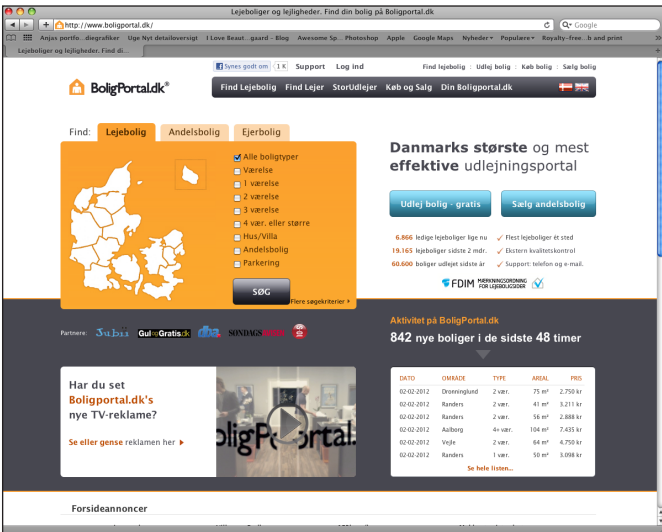 Lejeboliger og lejligheder. Find din bolig på Boligportal.dk
http://www.boligportal.dk/
Google
Anjas portfo...diegrafiker Uge Nyt detailoversigt I Love Beaut...gaard - Blog Awesome Sp... Photoshop Apple Google Maps Nyheder Populære Royalty-free...b and print
Lejeboliger og lejligheder. Find di...
Synes godt om 1 K Support Log ind Find lejebolig : Udlej bolig : Køb bolig : Sælg bolig
BoligPortal.dk®
Find Lejebolig Find Lejer StorUdlejer Køb og Salg Din Boligportal.dk
Find: Lejebolig Andelsbolig Ejerbolig
Alle boligtyper
Værelse
1 værelse
2 værelse
3 værelse
4 vær. eller større
Hus/Villa
Andelsbolig
Parkering
SØG
Flere søgekriterier
Danmarks største og mest
effektive udlejningsportal
Udlej bolig - gratis Sælg andelsbolig
6.866 ledige lejeboliger lige nu ✓ Flest lejeboliger ét sted
19.165 lejeboliger sidste 2 mdr. ✓ Ekstern kvalitetskontrol
60.600 boliger udlejet sidste år ✓ Support: telefon og e-mail.
FDIM MÆRKNINGSORDNING
FOR LEJEBOLIGSIDER
Partnere: Jubii GulogGratis.dk dba SØNDAGS
Aktivitet på BoligPortal.dk
842 nye boliger i de sidste 48 timer
Har du set
Boligportal.dk's
nye TV-reklame?
Se eller gense reklamen her
DATO OMRÅDE TYPE AREAL PRIS
02-02-2012 Dronninglund 2 vær. 75 m² 2.750 kr
02-02-2012 Randers 2 vær. 41 m² 3.211 kr
02-02-2012 Randers 2 vær. 56 m² 2.888 kr
02-02-2012 Aalborg 4+ vær. 104 m² 7.435 kr
02-02-2012 Vejle 2 vær. 64 m² 4.750 kr
02-02-2012 Randers 1 vær. 50 m² 3.098 kr
Se hele listen...
Forsideannoncer